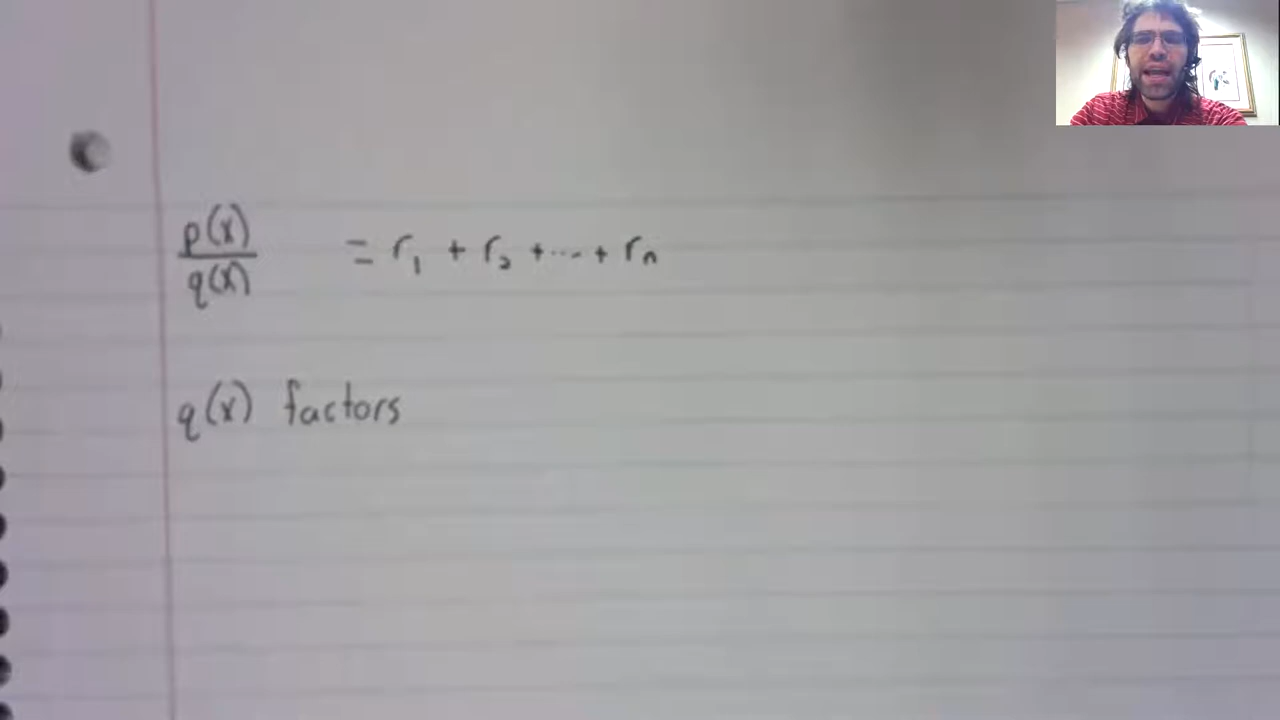 p(x)/q(x) = r₁ + r₂ + ... + rₙ
q(x) factors